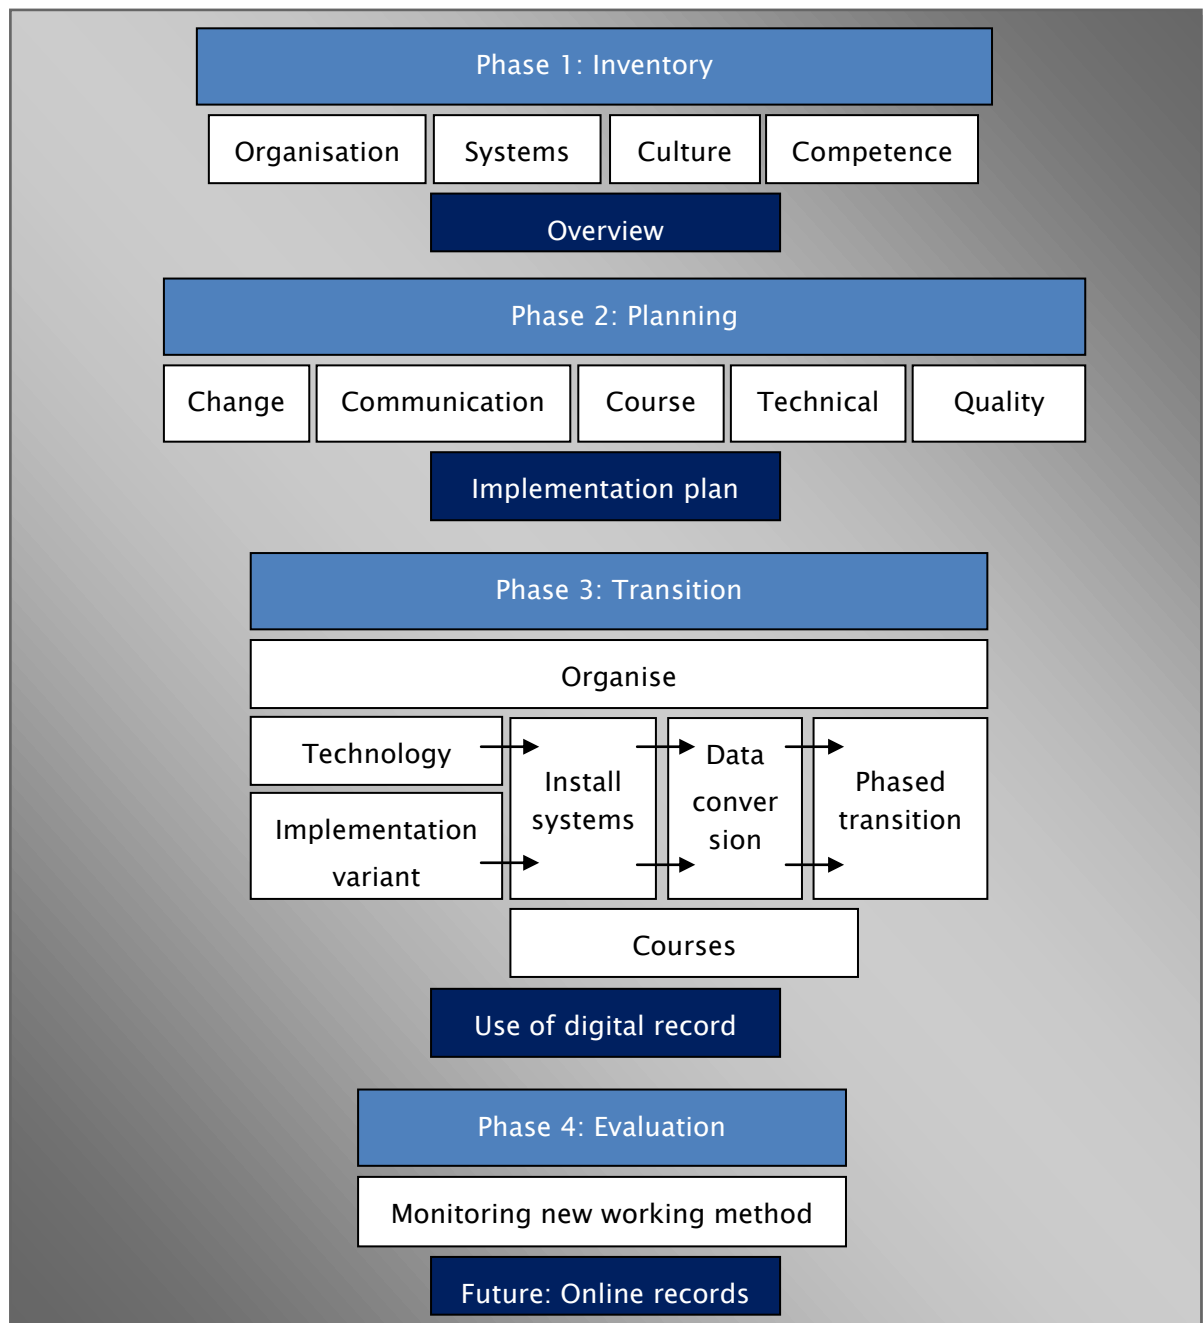 Phase 1: Inventory
Organisation
Systems
Culture
Competence
Overview
Phase 2: Planning
Change
Communication
Course
Technical
Quality
Implementation plan
Phase 3: Transition
Organise
Technology
Implementation
variant
Install
systems
Data
conver
sion
Phased
transition
Courses
Use of digital record
Phase 4: Evaluation
Monitoring new working method
Future: Online records